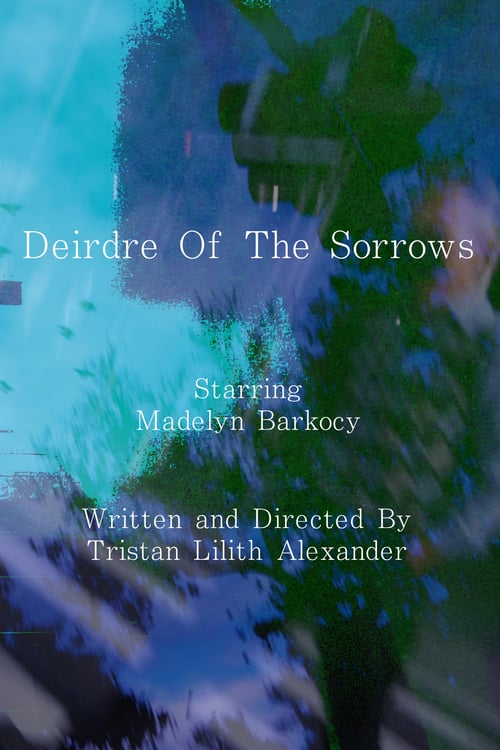 Deirdre Of The Sorrows
Starring
Madelyn Barkocy
Written and Directed By
Tristan Lilith Alexander